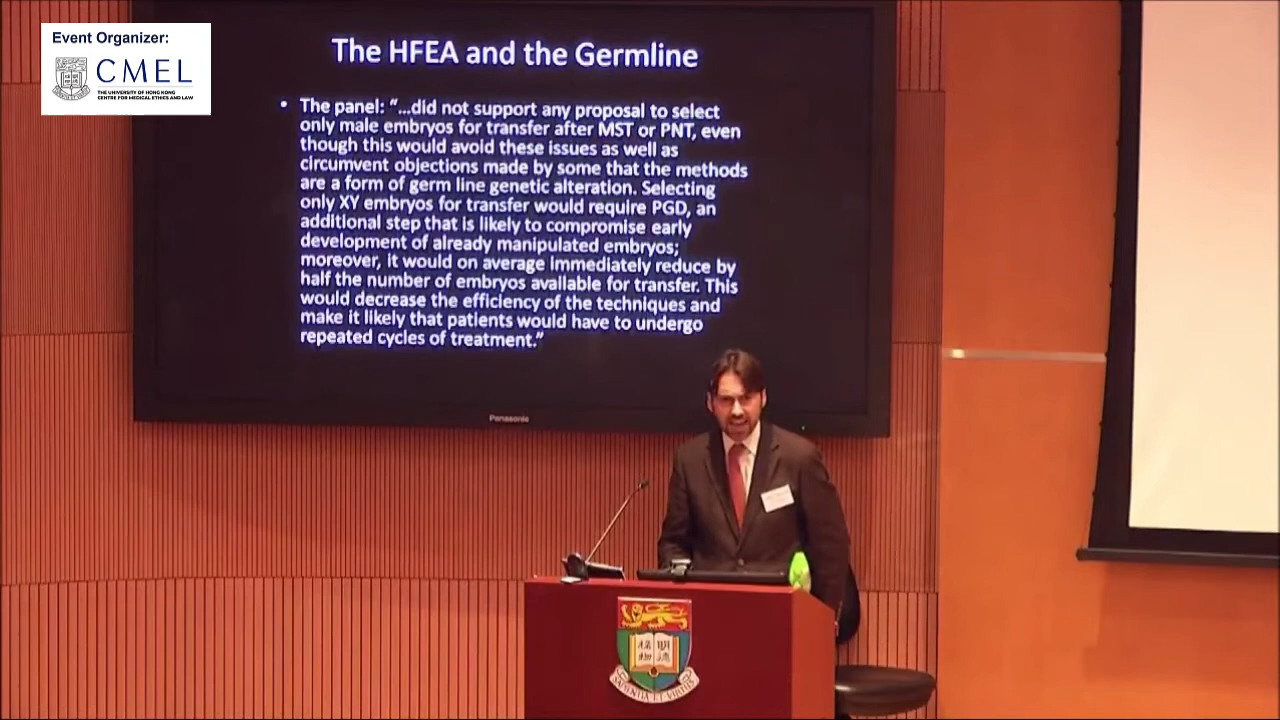 Event Organizer:
CMEL
THE UNIVERSITY OF HONG KONG
CENTRE FOR MEDICAL ETHICS AND LAW
The HFEA and the Germline
• The panel: “…did not support any proposal to select
only male embryos for transfer after MST or PNT, even
though this would avoid these issues as well as
circumvent objections made by some that the methods
are a form of germ line genetic alteration. Selecting
only XY embryos for transfer would require PGD, an
additional step that is likely to compromise early
development of already manipulated embryos;
moreover, it would on average immediately reduce by
half the number of embryos available for transfer. This
would decrease the efficiency of the techniques and
make it likely that patients would have to undergo
repeated cycles of treatment.”
Panasonic